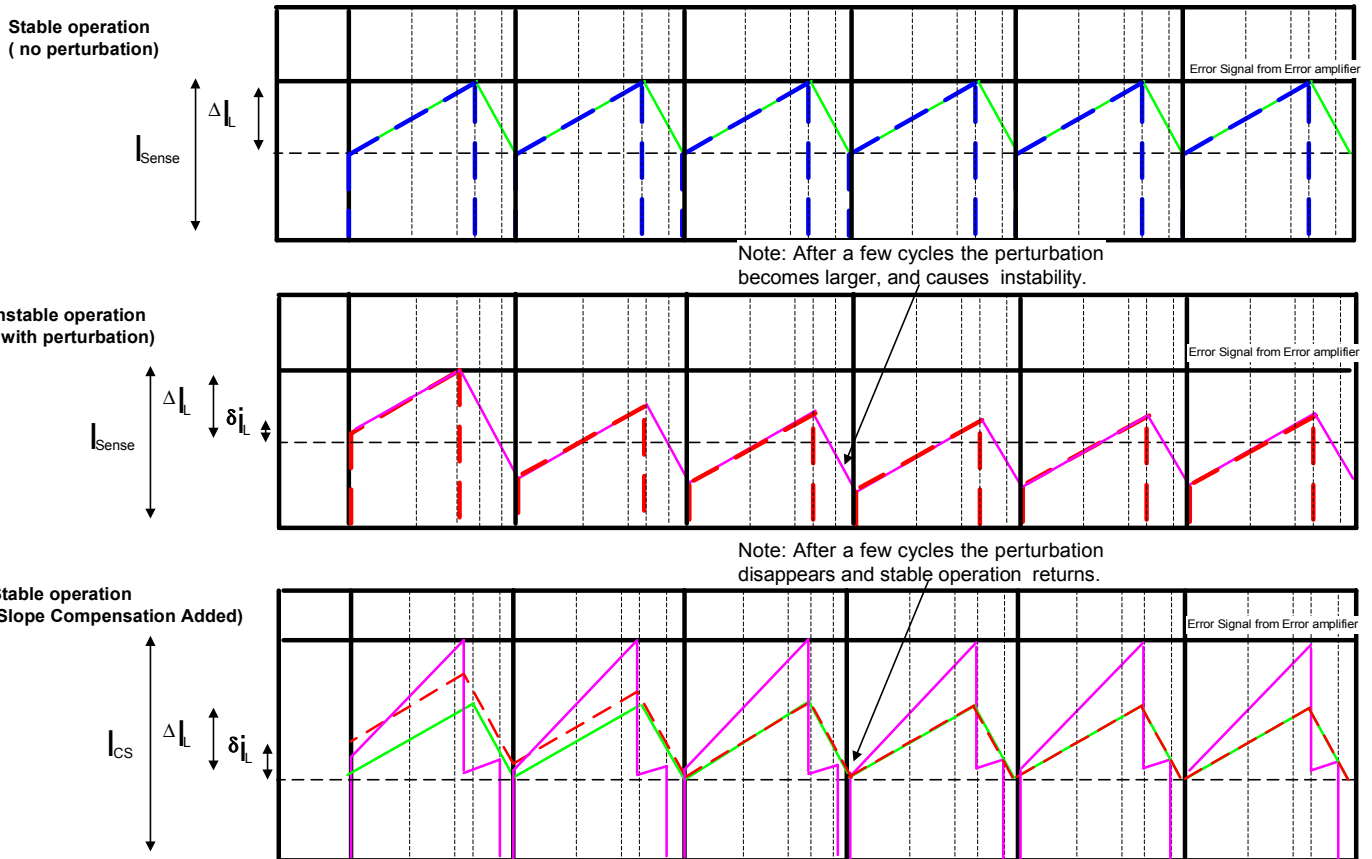 Stable operation
( no perturbation)
Error Signal from Error amplifier
ΔIL
ISense
Note: After a few cycles the perturbation
becomes larger, and causes instability.
nstable operation
with perturbation)
Error Signal from Error amplifier
ΔIL
δiL
ISense
Note: After a few cycles the perturbation
disappears and stable operation returns.
Stable operation
Slope Compensation Added)
Error Signal from Error amplifier
ΔIL
δiL
ICS